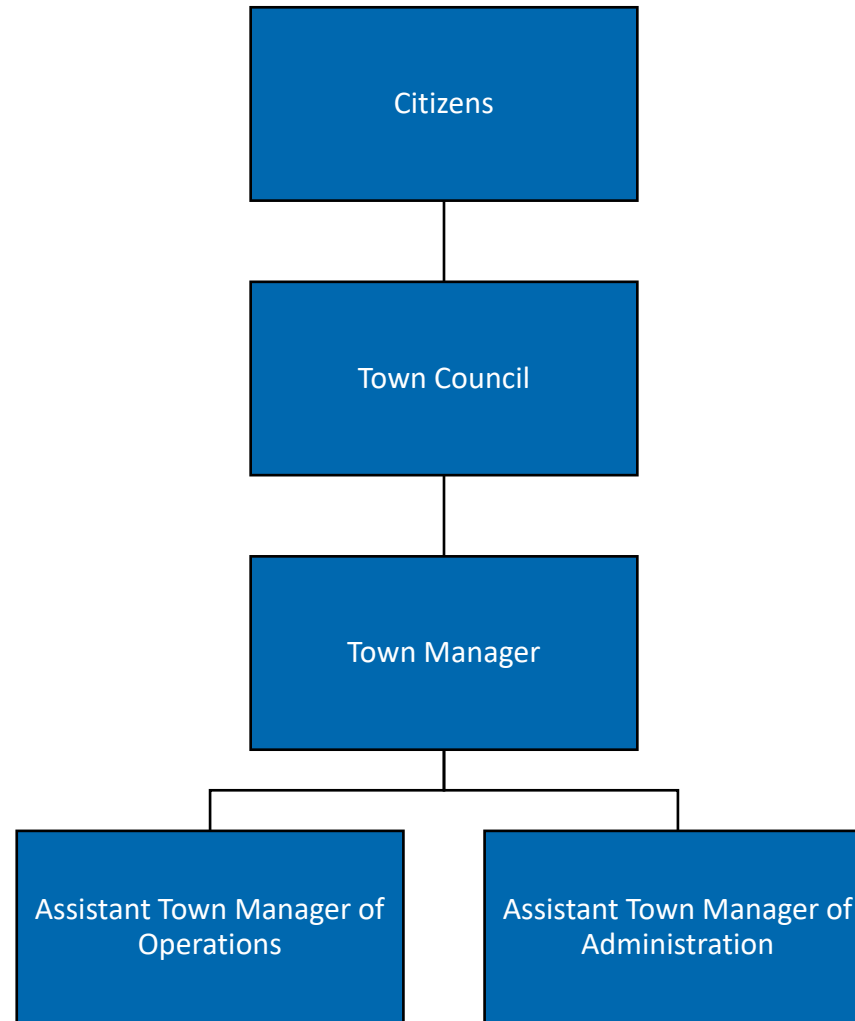 Citizens
Town Council
Town Manager
Assistant Town Manager of
Operations
Assistant Town Manager of
Administration